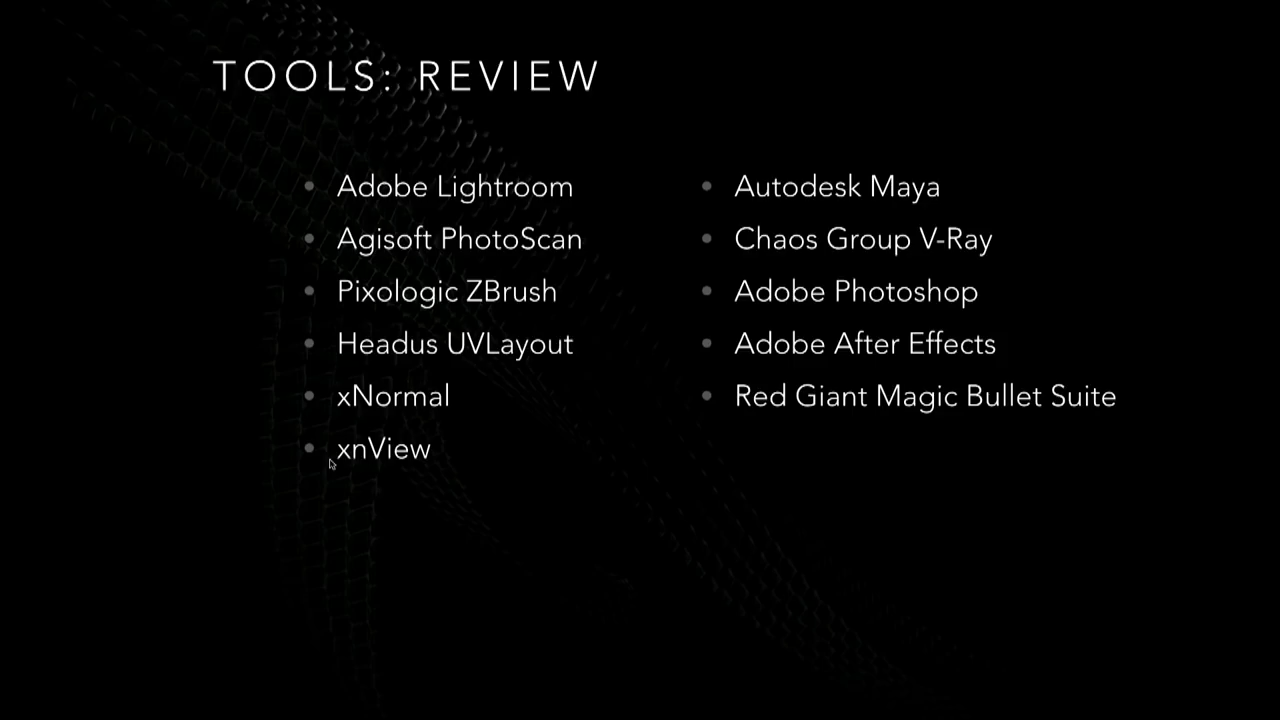 TOOLS: REVIEW
Adobe Lightroom
Agisoft PhotoScan
Pixologic ZBrush
Headus UVLayout
xNormal
xnView
Autodesk Maya
Chaos Group V-Ray
Adobe Photoshop
Adobe After Effects
Red Giant Magic Bullet Suite